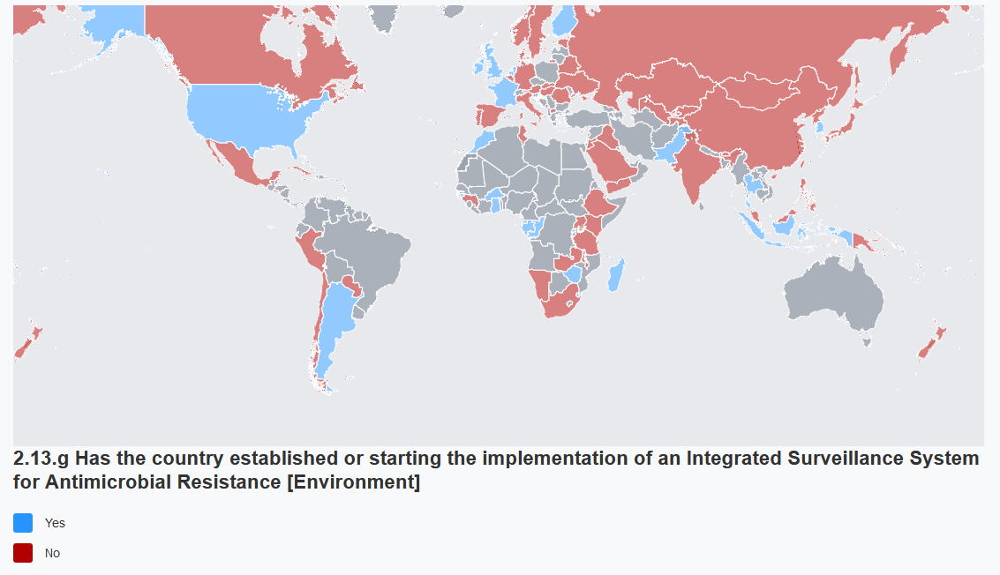 2.13.g Has the country established or starting the implementation of an Integrated Surveillance System
for Antimicrobial Resistance [Environment]
Yes
No